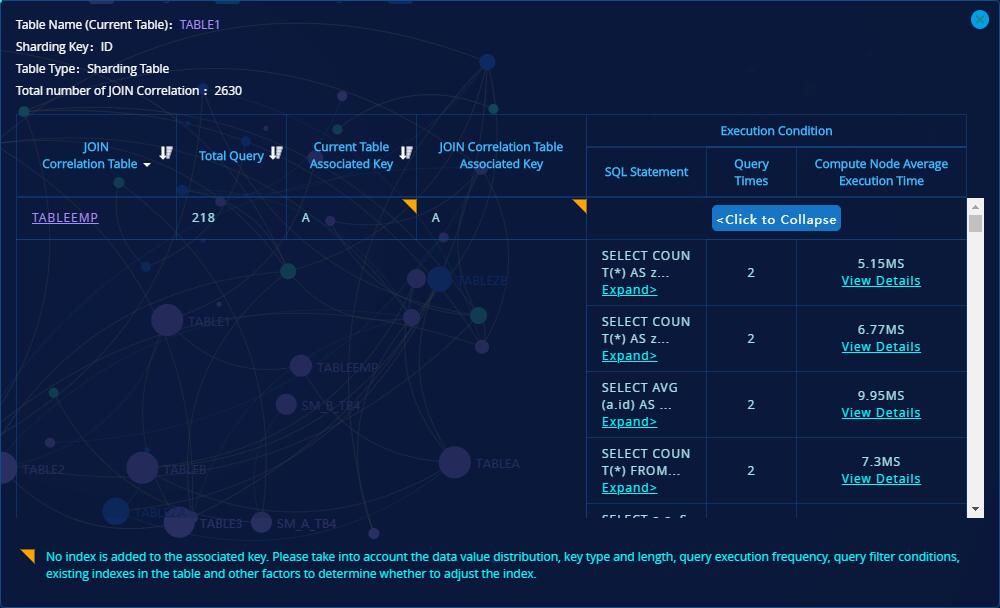 Table Name (Current Table): TABLE1
Sharding Key: ID
Table Type: Sharding Table
Total number of JOIN Correlation : 2630
JOIN
Correlation Table
Total Query
Current Table
Associated Key
JOIN Correlation Table
Associated Key
Execution Condition
SQL Statement
Query
Times
Compute Node Average
Execution Time
TABLEEMP
218
A
A
<Click to Collapse
SELECT COUN
T(*) AS z...
Expand>
2
5.15MS
View Details
SELECT COUN
T(*) AS z...
Expand>
2
6.77MS
View Details
SELECT AVG
(a.id) AS ...
Expand>
2
9.95MS
View Details
SELECT COUN
T(*) FROM...
Expand>
2
7.3MS
View Details
TABLE2B
TABLE1
TABLEEMP
SM_B_TB4
TABLE2
TABLEB
TABLEA
TABLE3
SM_A_TB4
No index is added to the associated key. Please take into account the data value distribution, key type and length, query execution frequency, query filter conditions,
existing indexes in the table and other factors to determine whether to adjust the index.